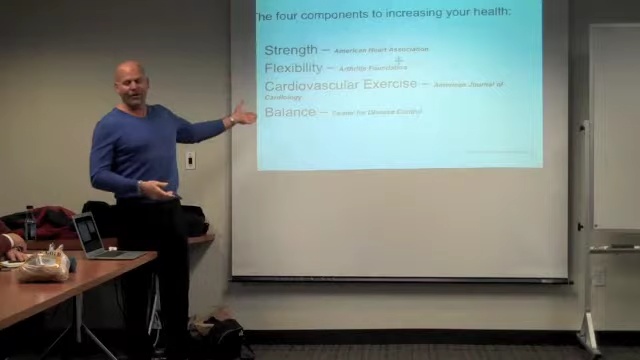 The four components to increasing your health:
Strength – American Heart Association
Flexibility – Arthritis Foundation
Cardiovascular Exercise – American Journal of
Cardiology
Balance – Center for Disease Control